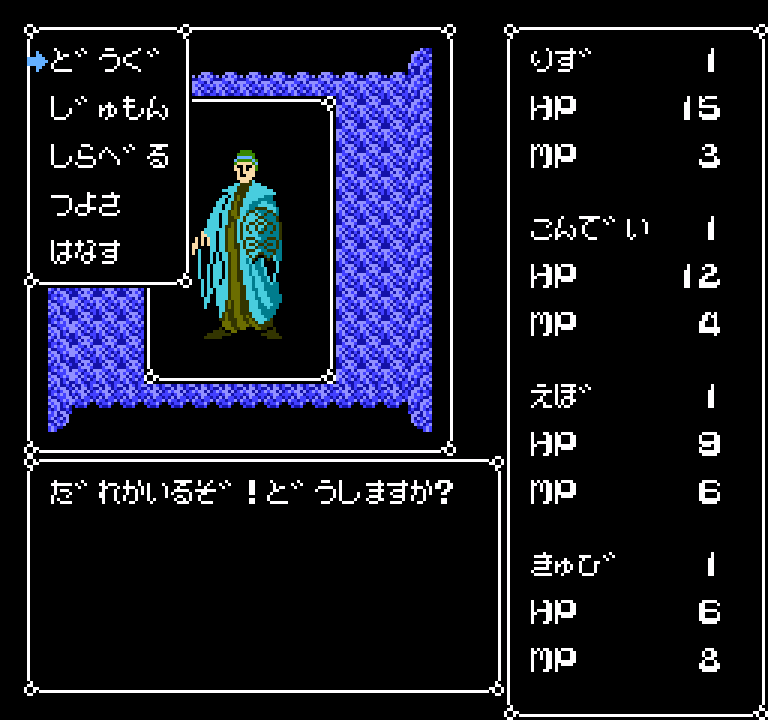 どうぐ
じゅもん
しらべる
つよさ
はなす
だれかいるぞ!どうしますか?
りず 1
HP 15
MP 3
こんでい 1
HP 12
MP 4
えぼ 1
HP 9
MP 6
きゅび 1
HP 6
MP 8